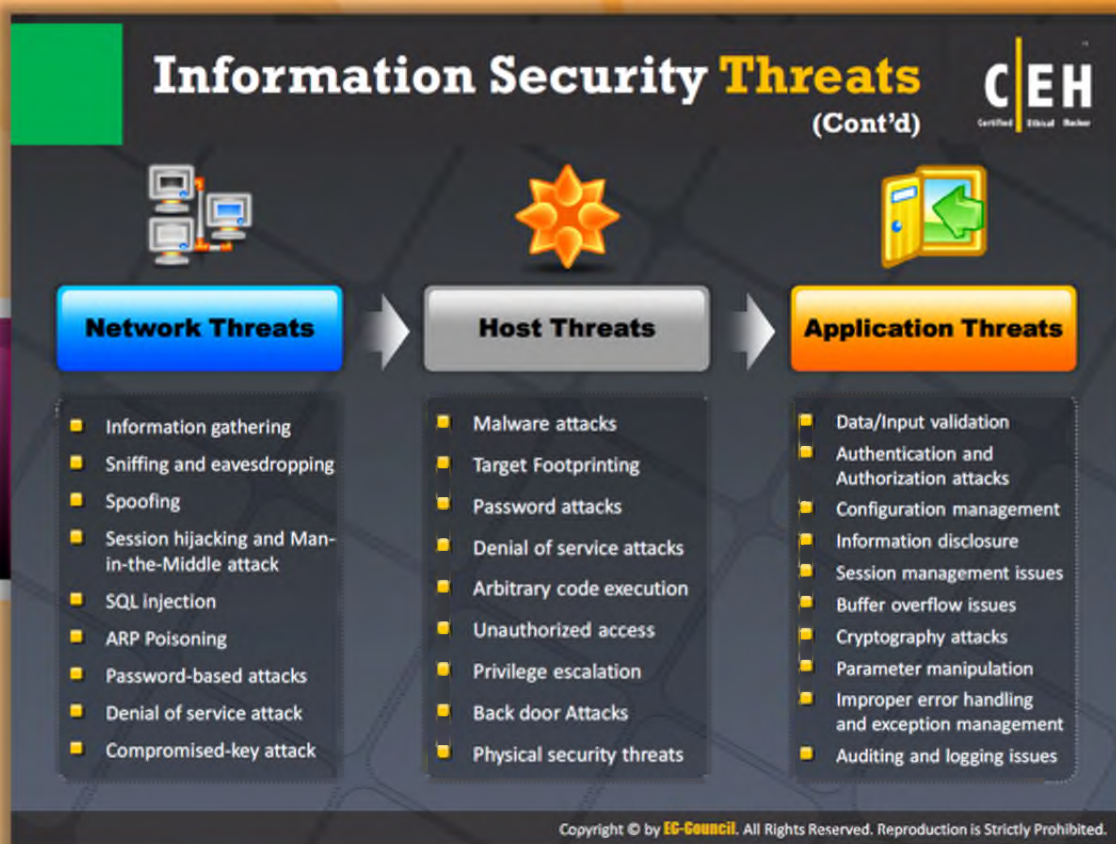 Information Security Threats
(Cont'd)
C|EH
Certified Ethical Hacker
Network Threats
Information gathering
Sniffing and eavesdropping
Spoofing
Session hijacking and Man-
in-the-Middle attack
SQL injection
ARP Poisoning
Password-based attacks
Denial of service attack
Compromised-key attack
Host Threats
Malware attacks
Target Footprinting
Password attacks
Denial of service attacks
Arbitrary code execution
Unauthorized access
Privilege escalation
Back door Attacks
Physical security threats
Application Threats
Data/Input validation
Authentication and
Authorization attacks
Configuration management
Information disclosure
Session management issues
Buffer overflow issues
Cryptography attacks
Parameter manipulation
Improper error handling
and exception management
Auditing and logging issues
Copyright © by EC-Council. All Rights Reserved. Reproduction is Strictly Prohibited.